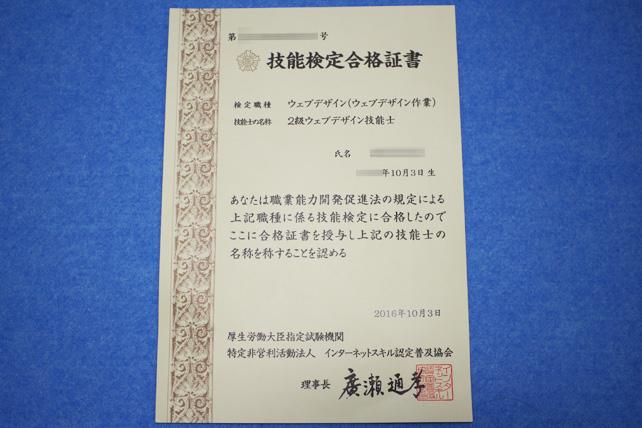 第 号
技能検定合格証書
検定職種 ウェブデザイン(ウェブデザイン作業)
技能士の名称 2級ウェブデザイン技能士
氏名
年10月3日 生
あなたは職業能力開発促進法の規定による
上記職種に係る技能検定に合格したので
ここに合格証書を授与し上記の技能士の
名称を称することを認める
2016年10月3日
厚生労働大臣指定試験機関
特定非営利活動法人 インターネットスキル認定普及協会
理事長 廣瀬通孝